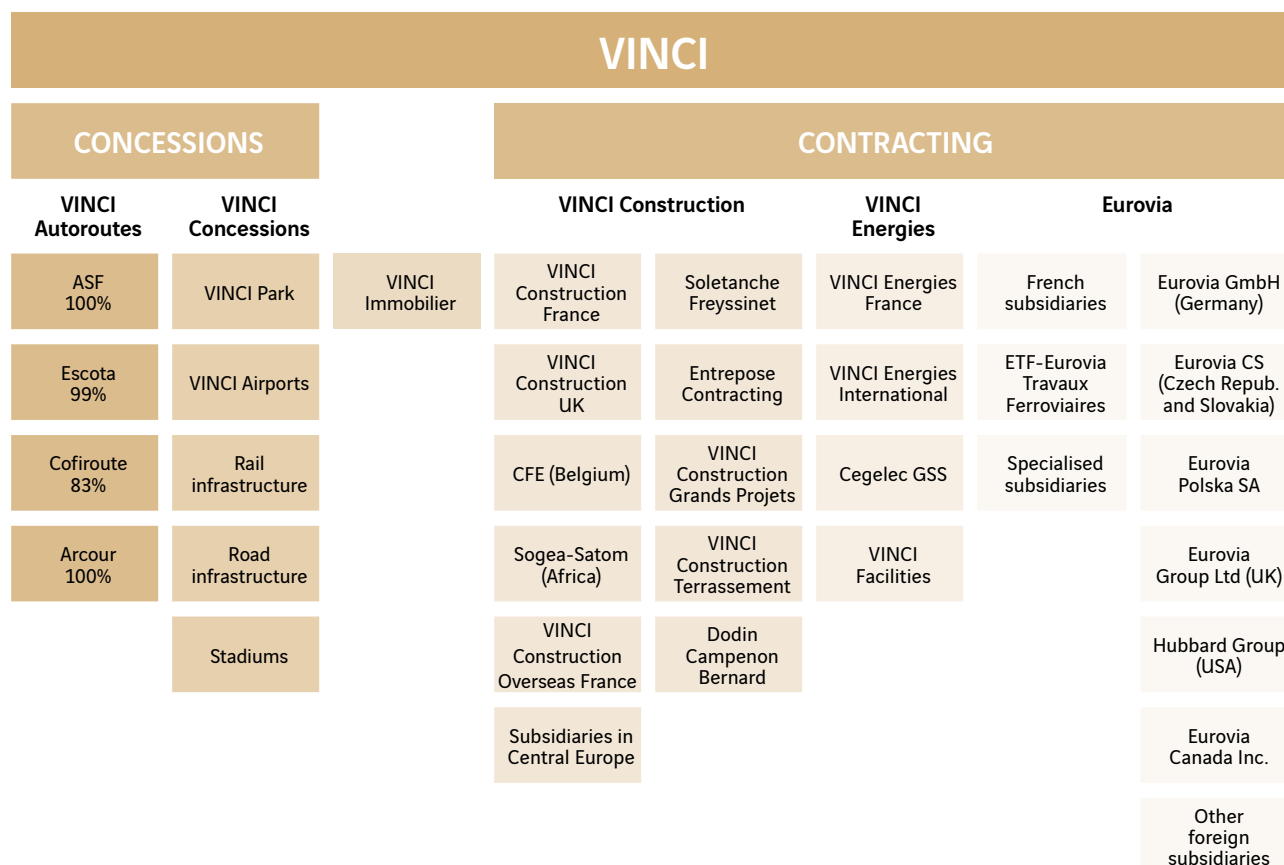 VINCI
CONCESSIONS
CONTRACTING
VINCI
Autoroutes
VINCI
Concessions
VINCI Construction
VINCI
Energies
Eurovia
ASF
100%
VINCI Park
VINCI
Immobilier
VINCI
Construction
France
Soletanche
Freyssinet
VINCI Energies
France
French
subsidiaries
Eurovia GmbH
(Germany)
Escota
99%
VINCI Airports
VINCI
Construction
UK
Entrepose
Contracting
VINCI Energies
International
ETF-Eurovia
Travaux
Ferroviaires
Eurovia CS
(Czech Repub.
and Slovakia)
Cofiroute
83%
Rail
infrastructure
CFE (Belgium)
VINCI
Construction
Grands Projets
Cegelec GSS
Specialised
subsidiaries
Eurovia
Polska SA
Arcour
100%
Road
infrastructure
Sogea-Satom
(Africa)
VINCI
Construction
Terrassement
VINCI
Facilities
Eurovia
Group Ltd (UK)
Stadiums
VINCI
Construction
Overseas France
Dodin
Campenon
Bernard
Hubbard Group
(USA)
Subsidiaries in
Central Europe
Eurovia
Canada Inc.
Other
foreign
subsidiaries